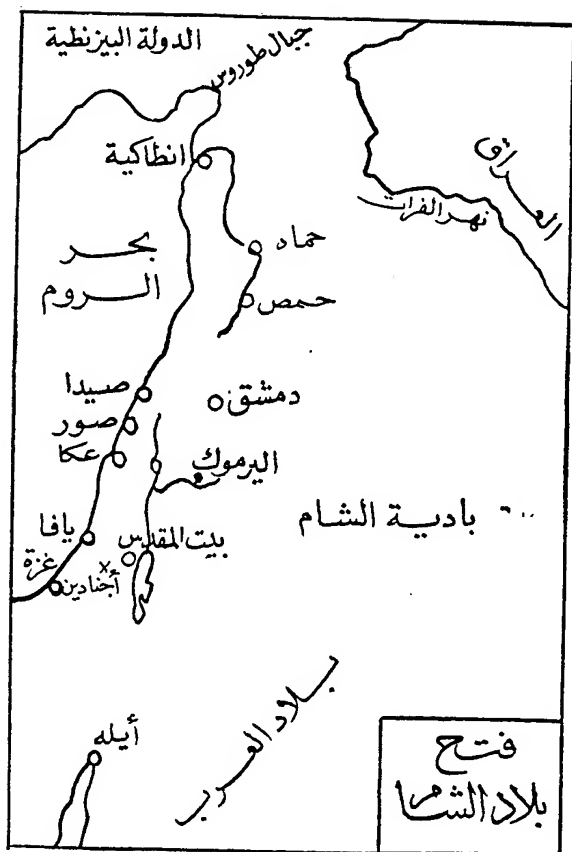 الدولة البيزنطية
جبال طوروس
انطاكية
العراق
نهر الفرات
حماد
بحر
الروم
حمص
صيدا
دمشق
صور
عكا
اليرموك
بادية الشام
يافا
بيت المقدس
غزة
أجنادين
بلاد العرب
أيله
فتح
بلاد الشام